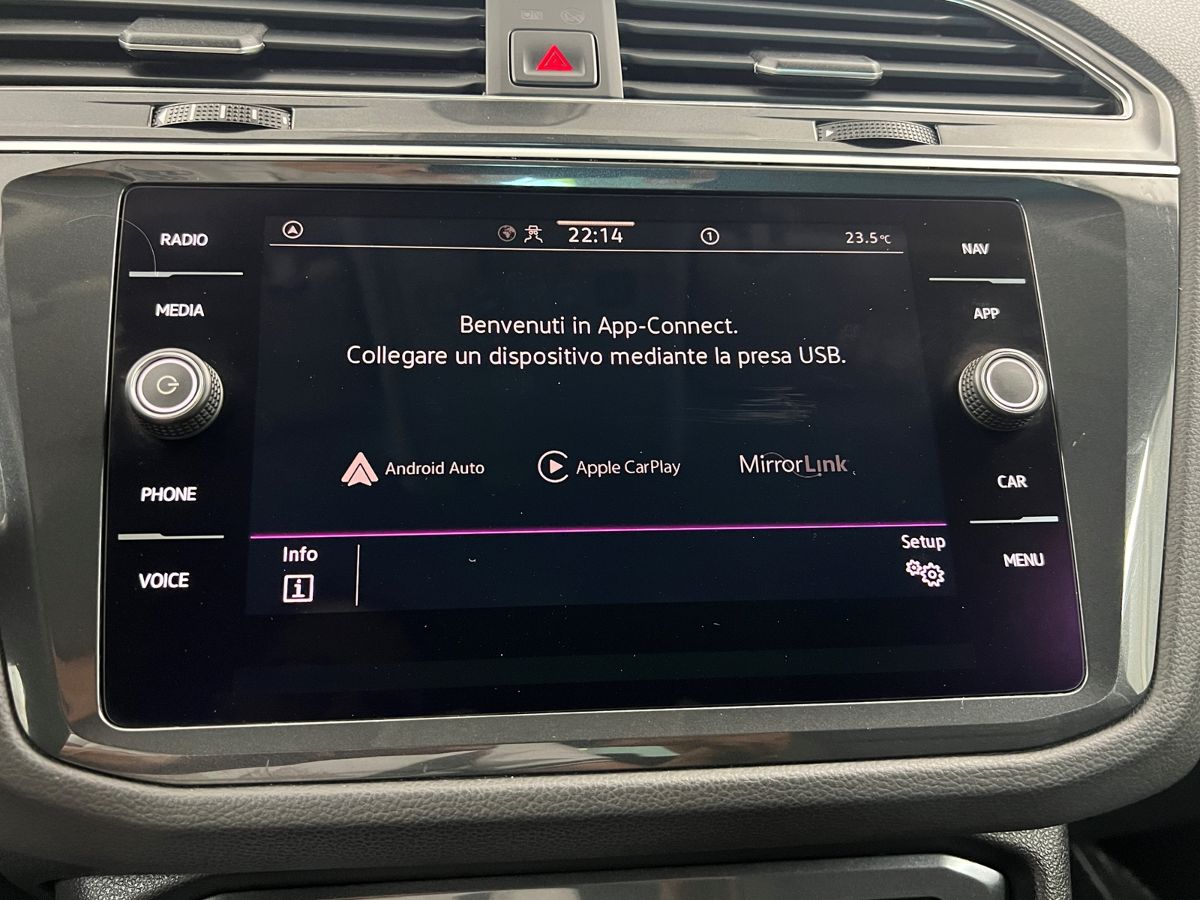 RADIO
MEDIA
PHONE
VOICE
22:14
1
23.5°C
Benvenuti in App-Connect.
Collegare un dispositivo mediante la presa USB.
Android Auto
Apple CarPlay
MirrorLink
Info
i
Setup
NAV
APP
CAR
MENU